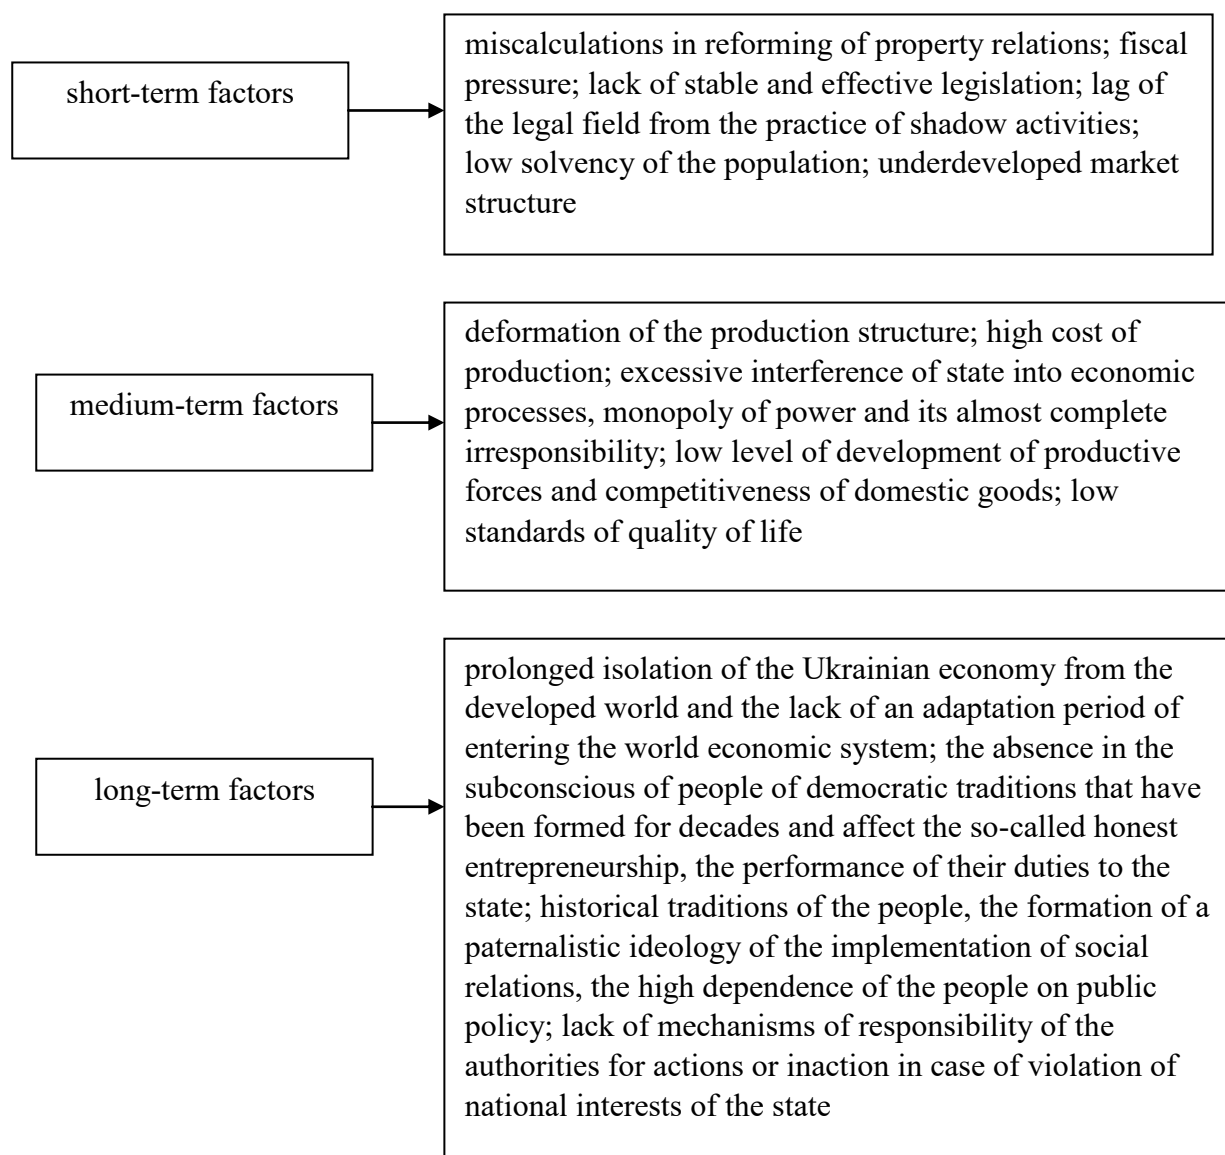 short-term factors
miscalculations in reforming of property relations; fiscal
pressure; lack of stable and effective legislation; lag of
the legal field from the practice of shadow activities;
low solvency of the population; underdeveloped market
structure
medium-term factors
deformation of the production structure; high cost of
production; excessive interference of state into economic
processes, monopoly of power and its almost complete
irresponsibility; low level of development of productive
forces and competitiveness of domestic goods; low
standards of quality of life
long-term factors
prolonged isolation of the Ukrainian economy from the
developed world and the lack of an adaptation period of
entering the world economic system; the absence in the
subconscious of people of democratic traditions that have
been formed for decades and affect the so-called honest
entrepreneurship, the performance of their duties to the
state; historical traditions of the people, the formation of a
paternalistic ideology of the implementation of social
relations, the high dependence of the people on public
policy; lack of mechanisms of responsibility of the
authorities for actions or inaction in case of violation of
national interests of the state